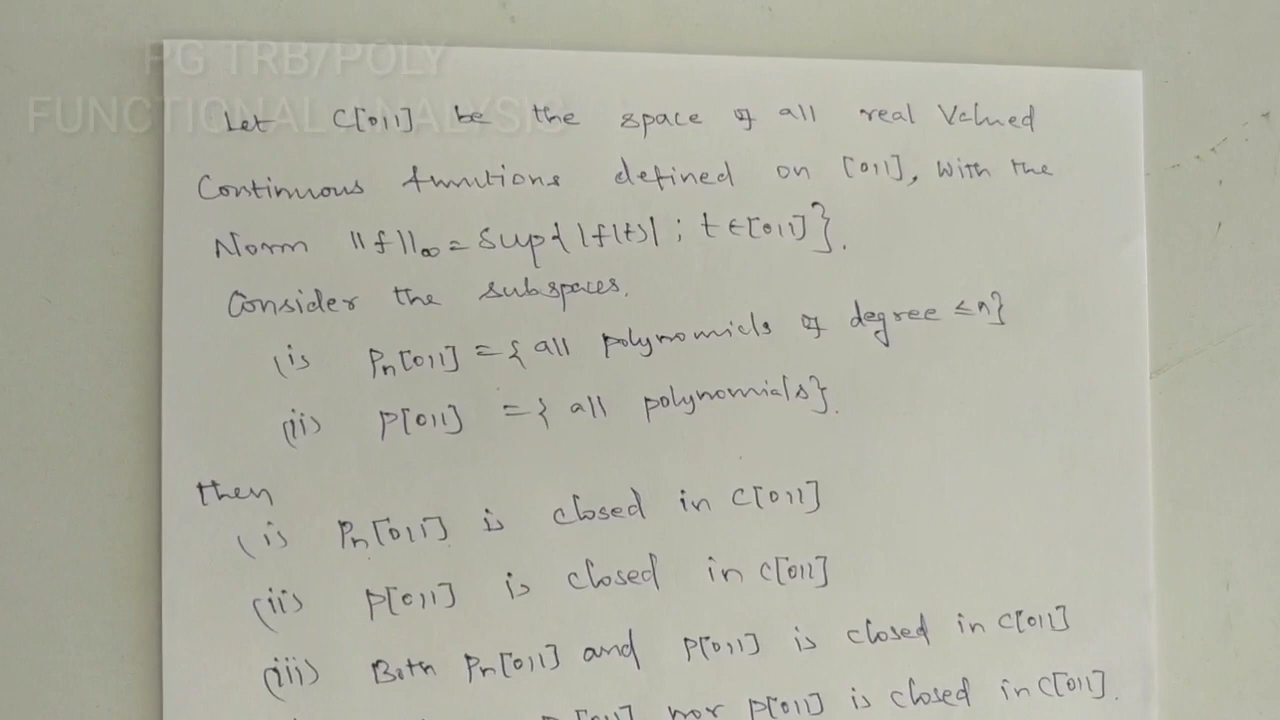 PG TRB/POLY
FUNCTIONAL ANALYSIS
Let C[0,1] be the space of all real valued
Continuous functions defined on [0,1], with the
Norm ||f||∞ = Sup{|f(t)| ; t ∈ [0,1]}.
Consider the subspaces.
(i) Pn[0,1] = { all polynomials of degree ≤ n}
(ii) P[0,1] = { all polynomials}.
then
(i) Pn[0,1] is closed in C[0,1]
(ii) P[0,1] is closed in C[0,1]
(iii) Both Pn[0,1] and P[0,1] is closed in C[0,1]
nor P[0,1] is closed in C[0,1].